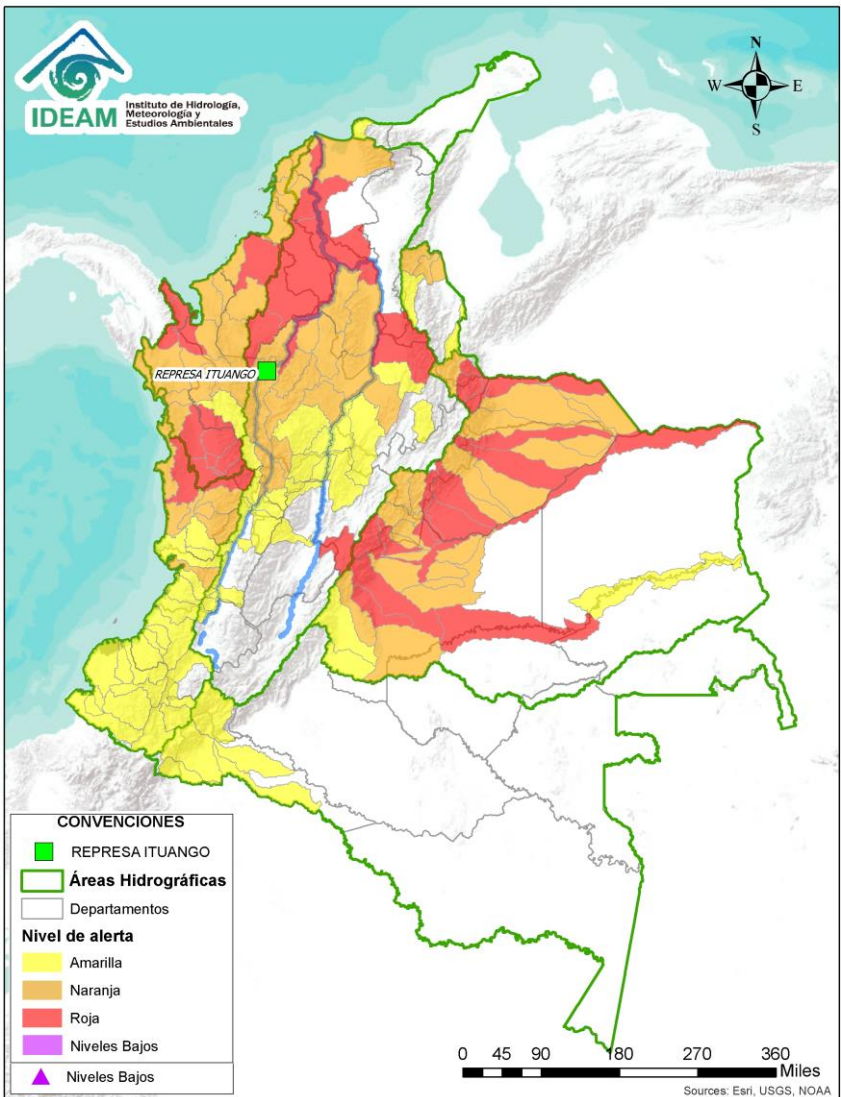 IDEAM
Instituto de Hidrología,
Meteorología y
Estudios Ambientales
N
W
E
S
REPRESA ITUANGO
CONVENCIONES
REPRESA ITUANGO
Áreas Hidrográficas
Departamentos
Nivel de alerta
Amarilla
Naranja
Roja
Niveles Bajos
Niveles Bajos
0 45 90 180 270 360
Miles
Sources: Esri, USGS, NOAA